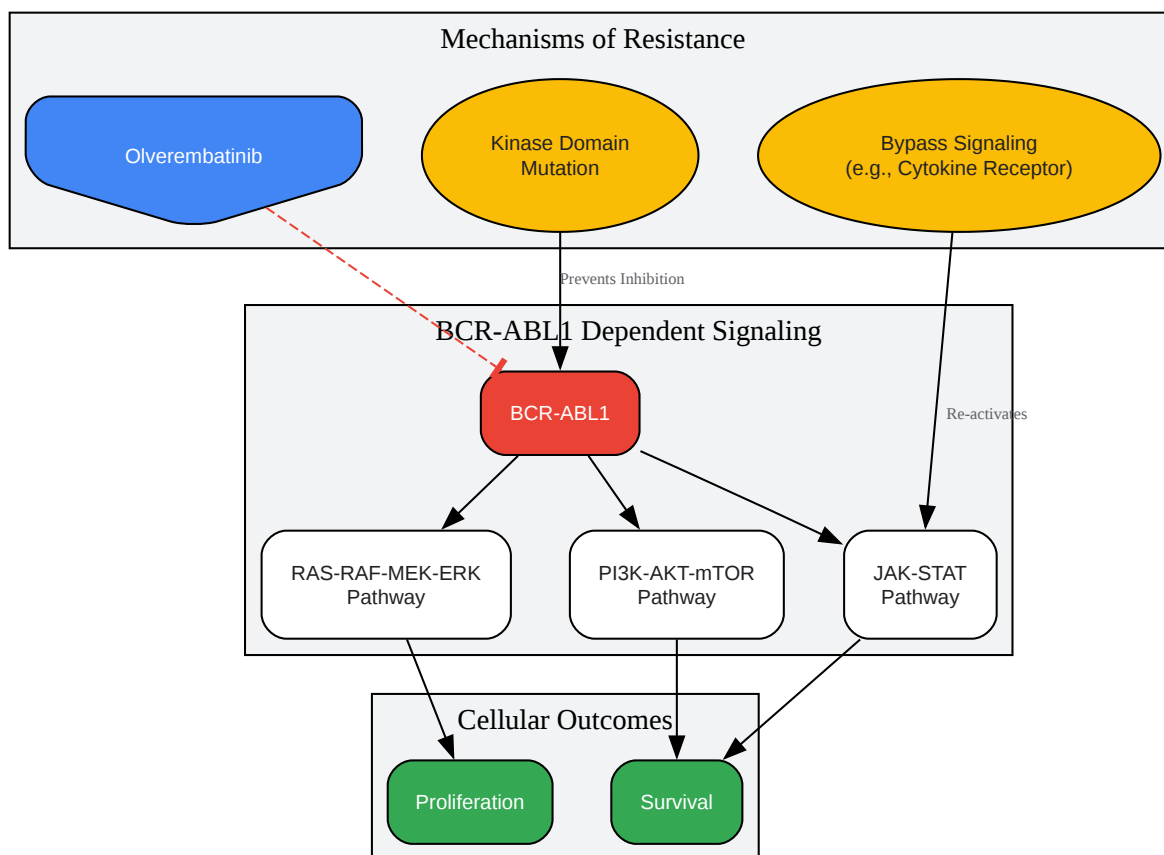 Mechanisms of Resistance
Olverembatinib
Kinase Domain
Mutation
Bypass Signaling
(e.g., Cytokine Receptor)
Prevents Inhibition
BCR-ABL1 Dependent Signaling
BCR-ABL1
Re-activates
RAS-RAF-MEK-ERK
Pathway
PI3K-AKT-mTOR
Pathway
JAK-STAT
Pathway
Cellular Outcomes
Proliferation
Survival